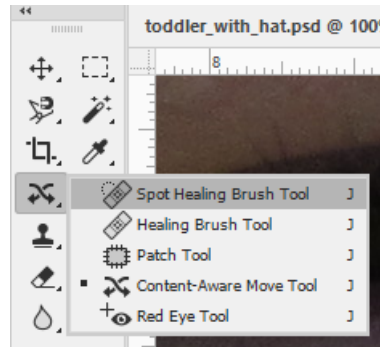 toddler_with_hat.psd @ 100%
8
Spot Healing Brush Tool J
Healing Brush Tool J
Patch Tool J
Content-Aware Move Tool J
Red Eye Tool J